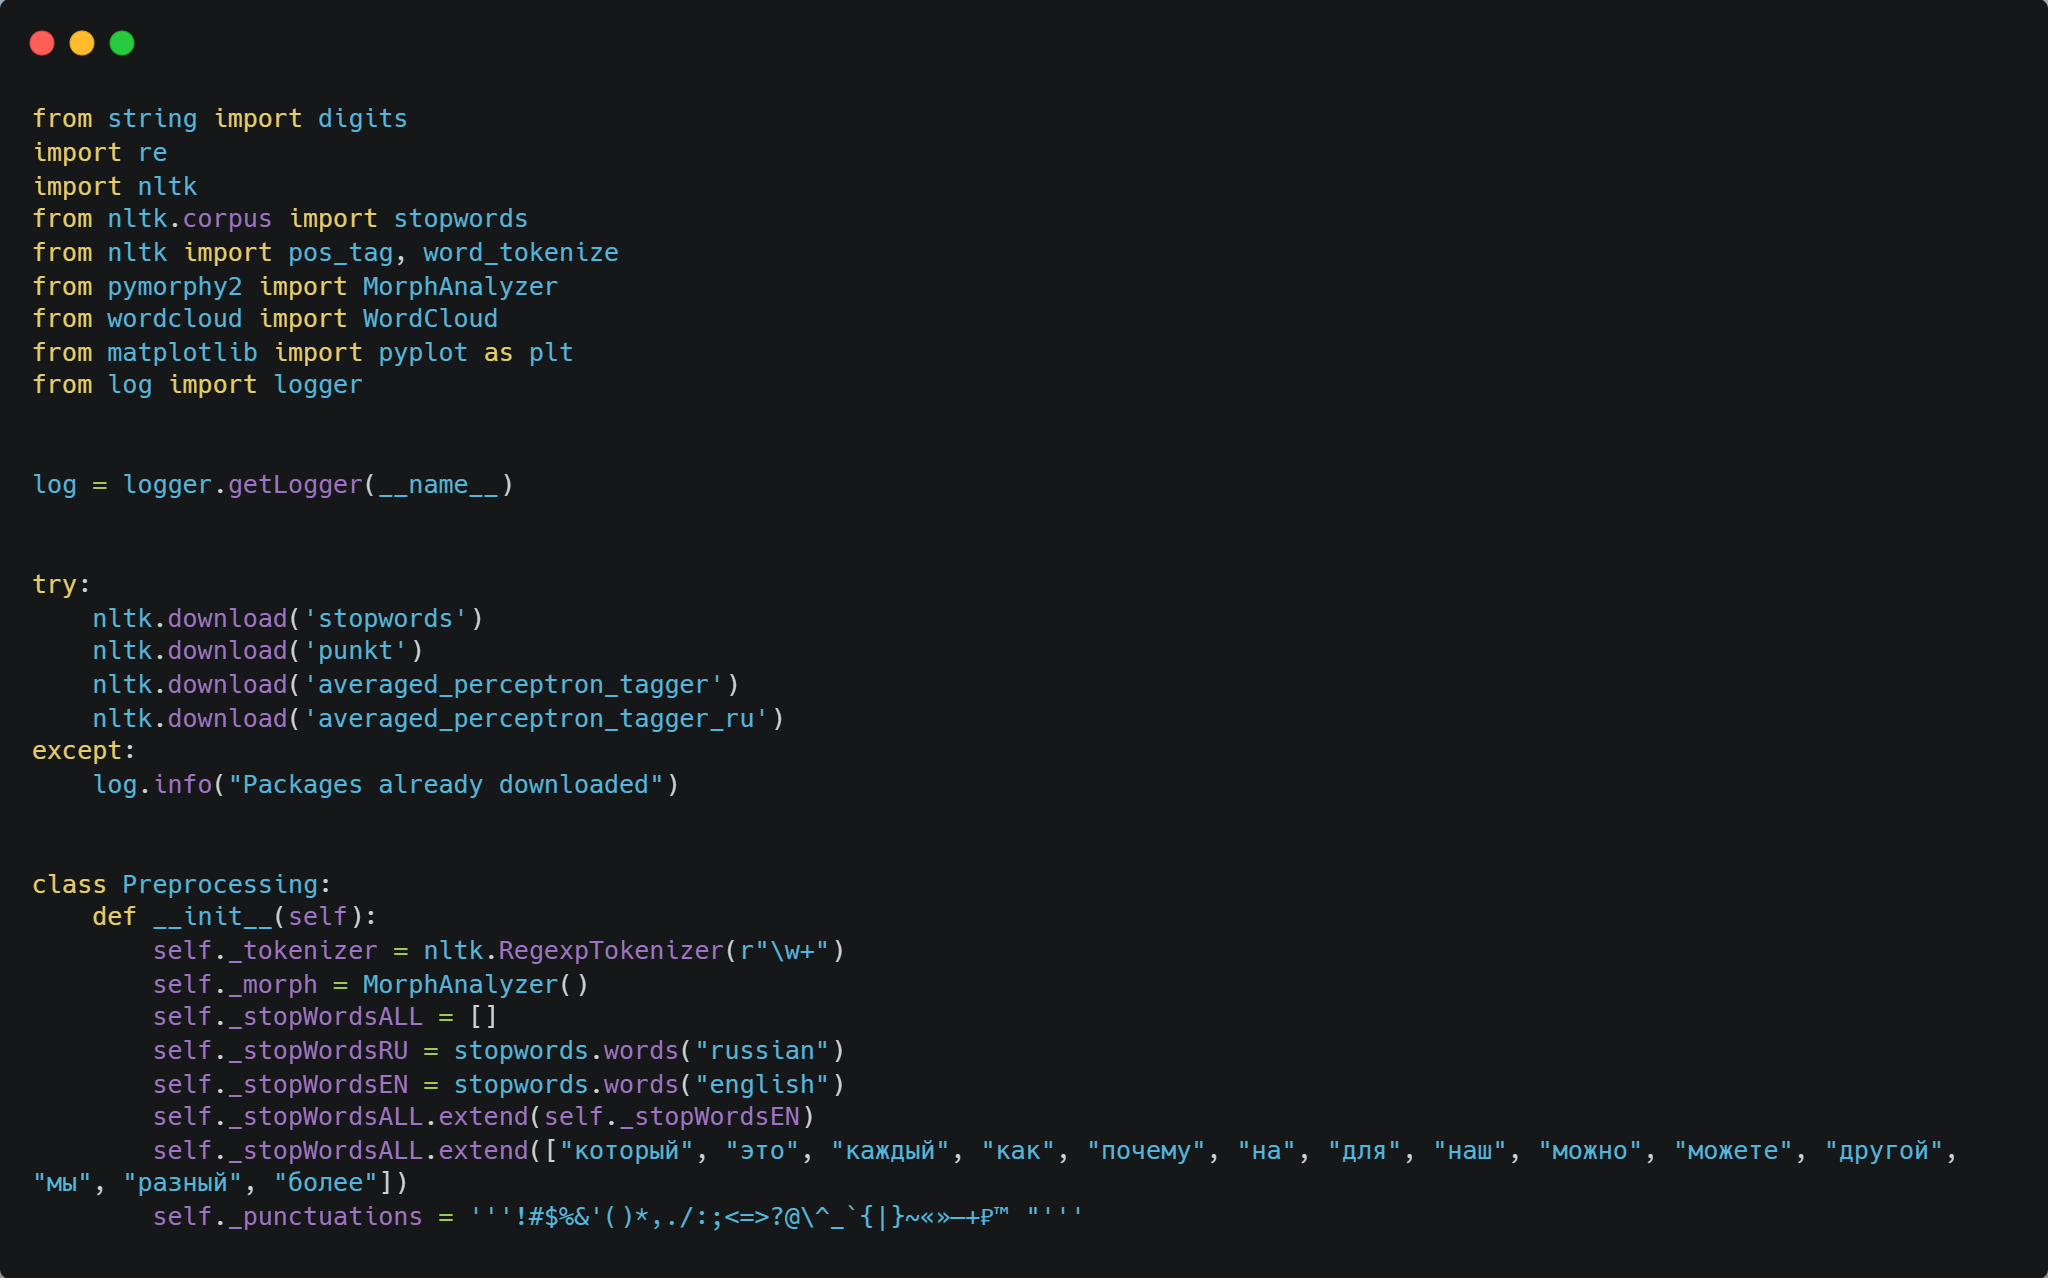 from string import digits
import re
import nltk
from nltk.corpus import stopwords
from nltk import pos_tag, word_tokenize
from pymorphy2 import MorphAnalyzer
from wordcloud import WordCloud
from matplotlib import pyplot as plt
from log import logger
log = logger.getLogger(__name__)
try:
    nltk.download('stopwords')
    nltk.download('punkt')
    nltk.download('averaged_perceptron_tagger')
    nltk.download('averaged_perceptron_tagger_ru')
except:
    log.info("Packages already downloaded")
class Preprocessing:
    def __init__(self):
        self._tokenizer = nltk.RegexpTokenizer(r"\w+")
        self._morph = MorphAnalyzer()
        self._stopWordsALL = []
        self._stopWordsRU = stopwords.words("russian")
        self._stopWordsEN = stopwords.words("english")
        self._stopWordsALL.extend(self._stopWordsEN)
        self._stopWordsALL.extend(["который", "это", "каждый", "как", "почему", "на", "для", "наш", "можно", "можете", "другой",
"мы", "разный", "более"])
        self._punctuations = '''!#$%&'()*,./:;<=>?@\^_`{|}~«»—+₽™ "'''